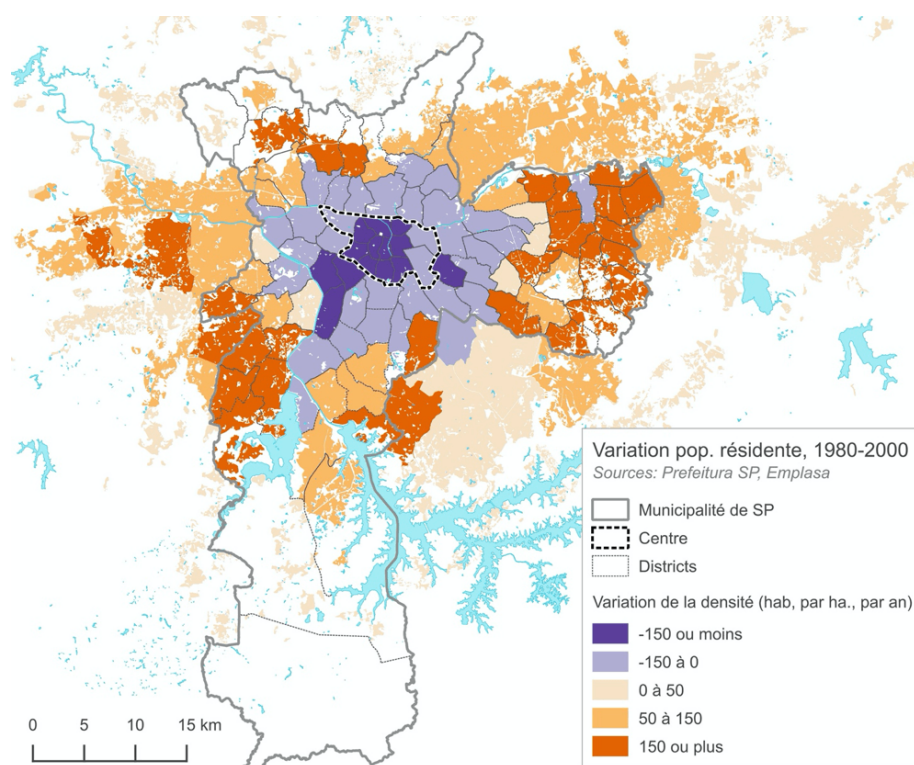 Variation pop. résidente, 1980-2000
Sources: Prefeitura SP, Emplasa
Municipalité de SP
Centre
Districts
Variation de la densité (hab, par ha., par an)
-150 ou moins
-150 à 0
0 à 50
50 à 150
150 ou plus
0 5 10 15 km